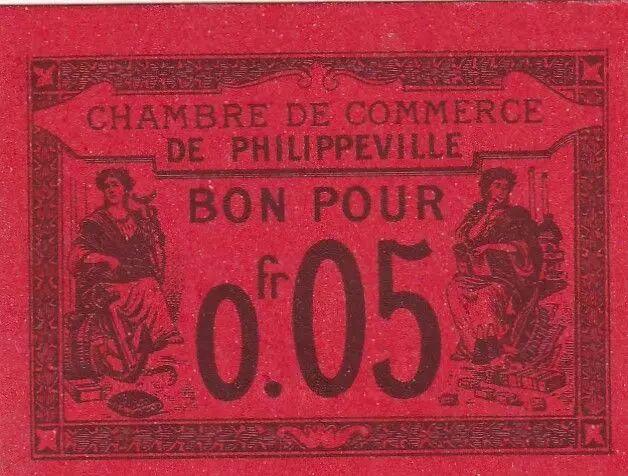 CHAMBRE DE COMMERCE
DE PHILIPPEVILLE
BON POUR
fr
0.05